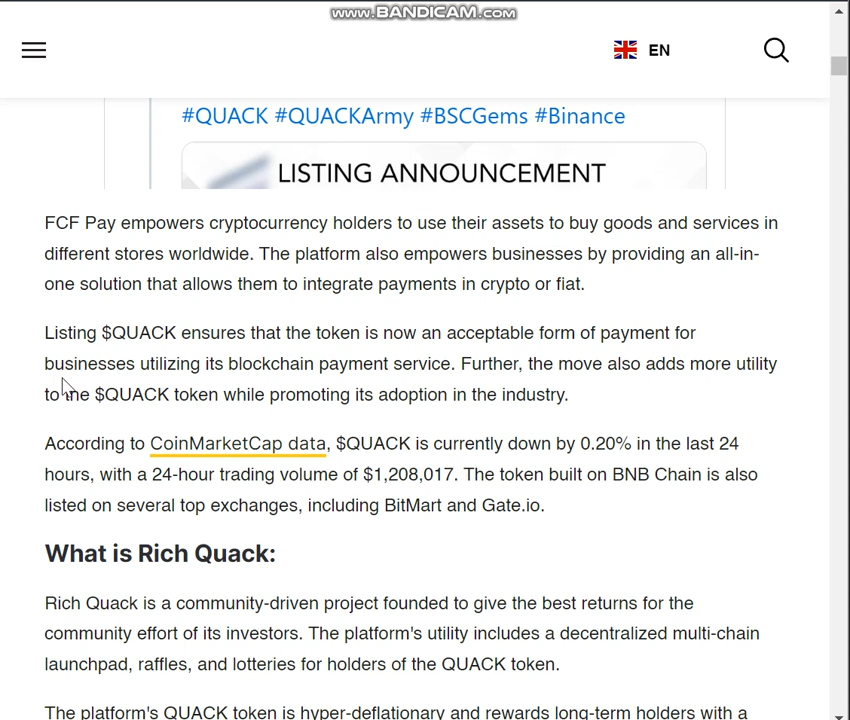 www.BANDICAM.com
EN
#QUACK #QUACKArmy #BSCGems #Binance
LISTING ANNOUNCEMENT
FCF Pay empowers cryptocurrency holders to use their assets to buy goods and services in
different stores worldwide. The platform also empowers businesses by providing an all-in-
one solution that allows them to integrate payments in crypto or fiat.
Listing $QUACK ensures that the token is now an acceptable form of payment for
businesses utilizing its blockchain payment service. Further, the move also adds more utility
to the $QUACK token while promoting its adoption in the industry.
According to CoinMarketCap data, $QUACK is currently down by 0.20% in the last 24
hours, with a 24-hour trading volume of $1,208,017. The token built on BNB Chain is also
listed on several top exchanges, including BitMart and Gate.io.
What is Rich Quack:
Rich Quack is a community-driven project founded to give the best returns for the
community effort of its investors. The platform's utility includes a decentralized multi-chain
launchpad, raffles, and lotteries for holders of the QUACK token.
The platform's QUACK token is hyper-deflationary and rewards long-term holders with a